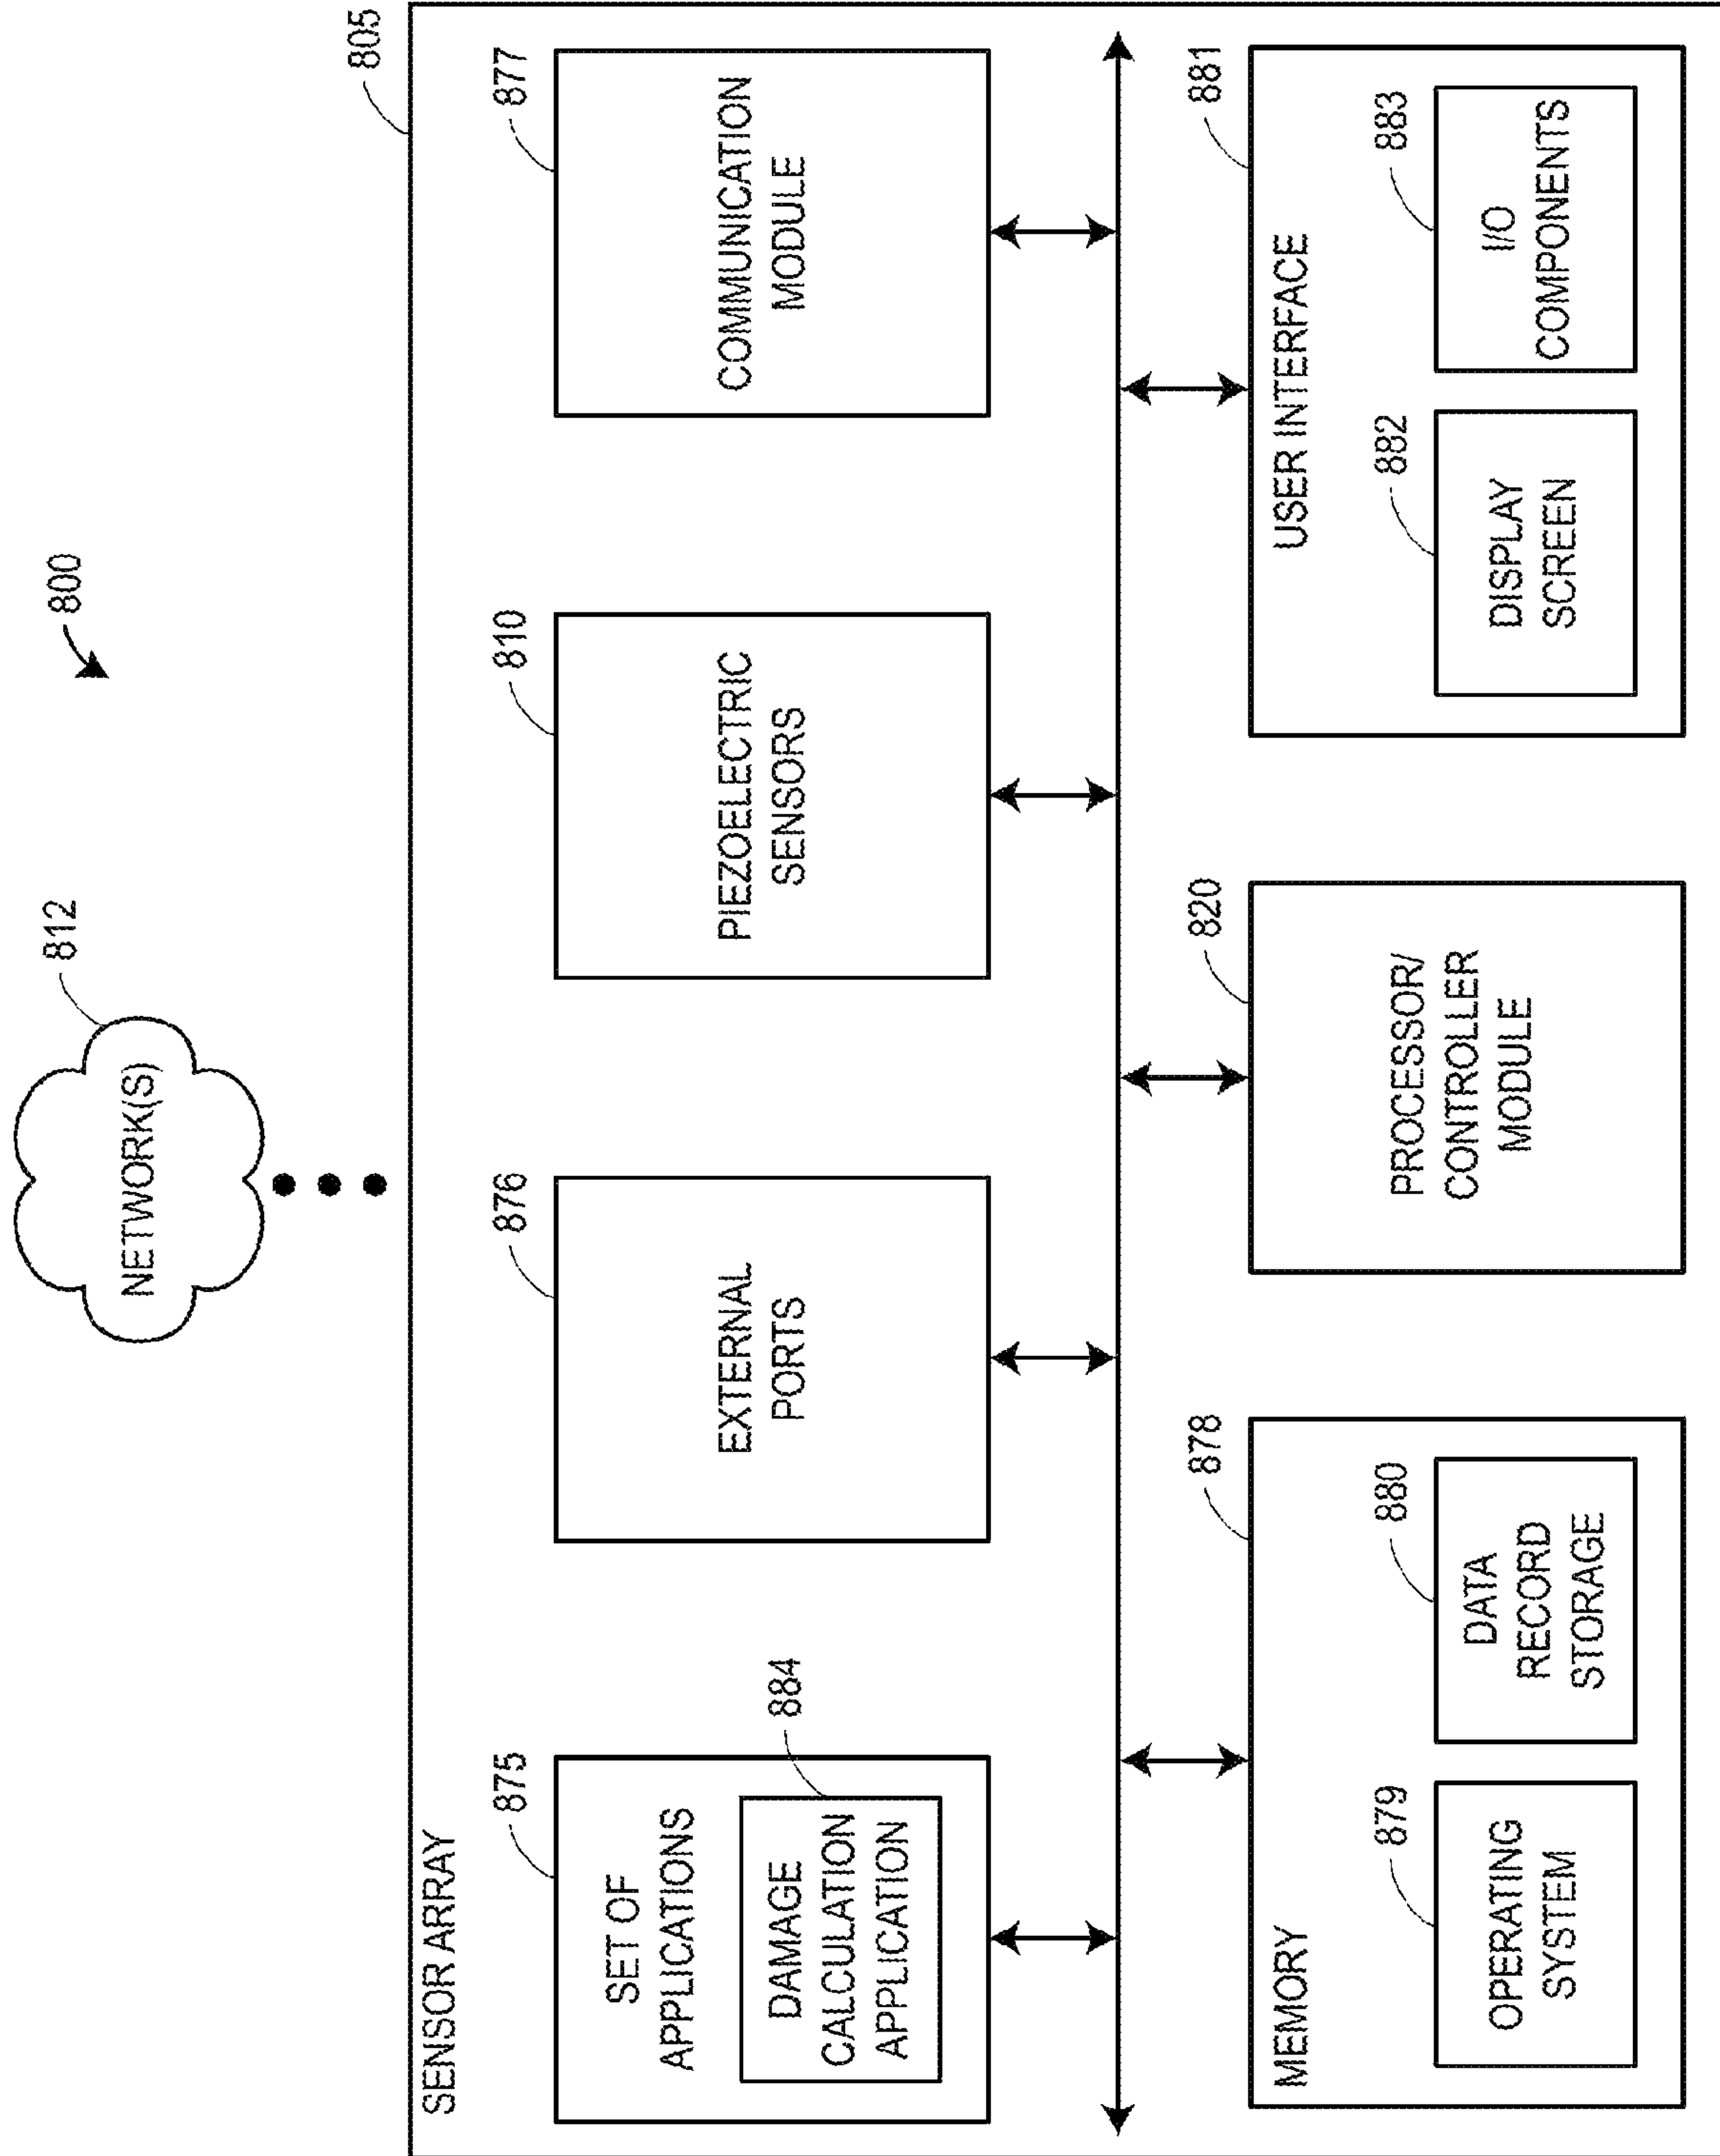 800
NETWORK(S)
812
805
SENSOR ARRAY
875
SET OF
APPLICATIONS
884
DAMAGE
CALCULATION
APPLICATION
876
EXTERNAL
PORTS
810
PIEZOELECTRIC
SENSORS
877
COMMUNICATION
MODULE
878
MEMORY
879
OPERATING
SYSTEM
880
DATA
RECORD
STORAGE
820
PROCESSOR/
CONTROLLER
MODULE
881
USER INTERFACE
882
DISPLAY
SCREEN
883
I/O
COMPONENTS